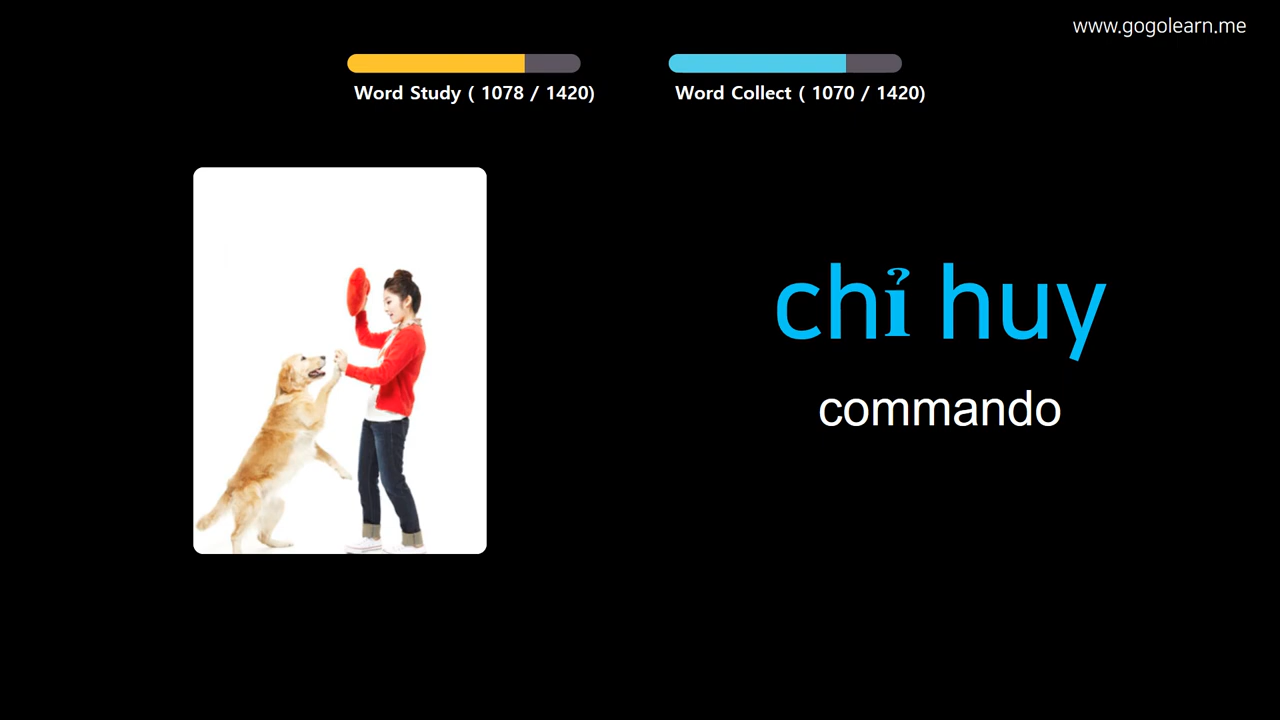 www.gogolearn.me
Word Study ( 1078 / 1420)
Word Collect ( 1070 / 1420)
chỉ huy
commando